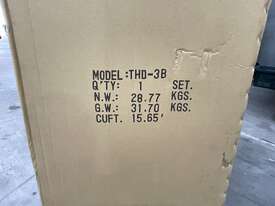 MODEL:THD-3B
Q'TY: 1 SET.
N.W.: 28.77 KGS.
G.W.: 31.70 KGS.
CUFT. 15.65'